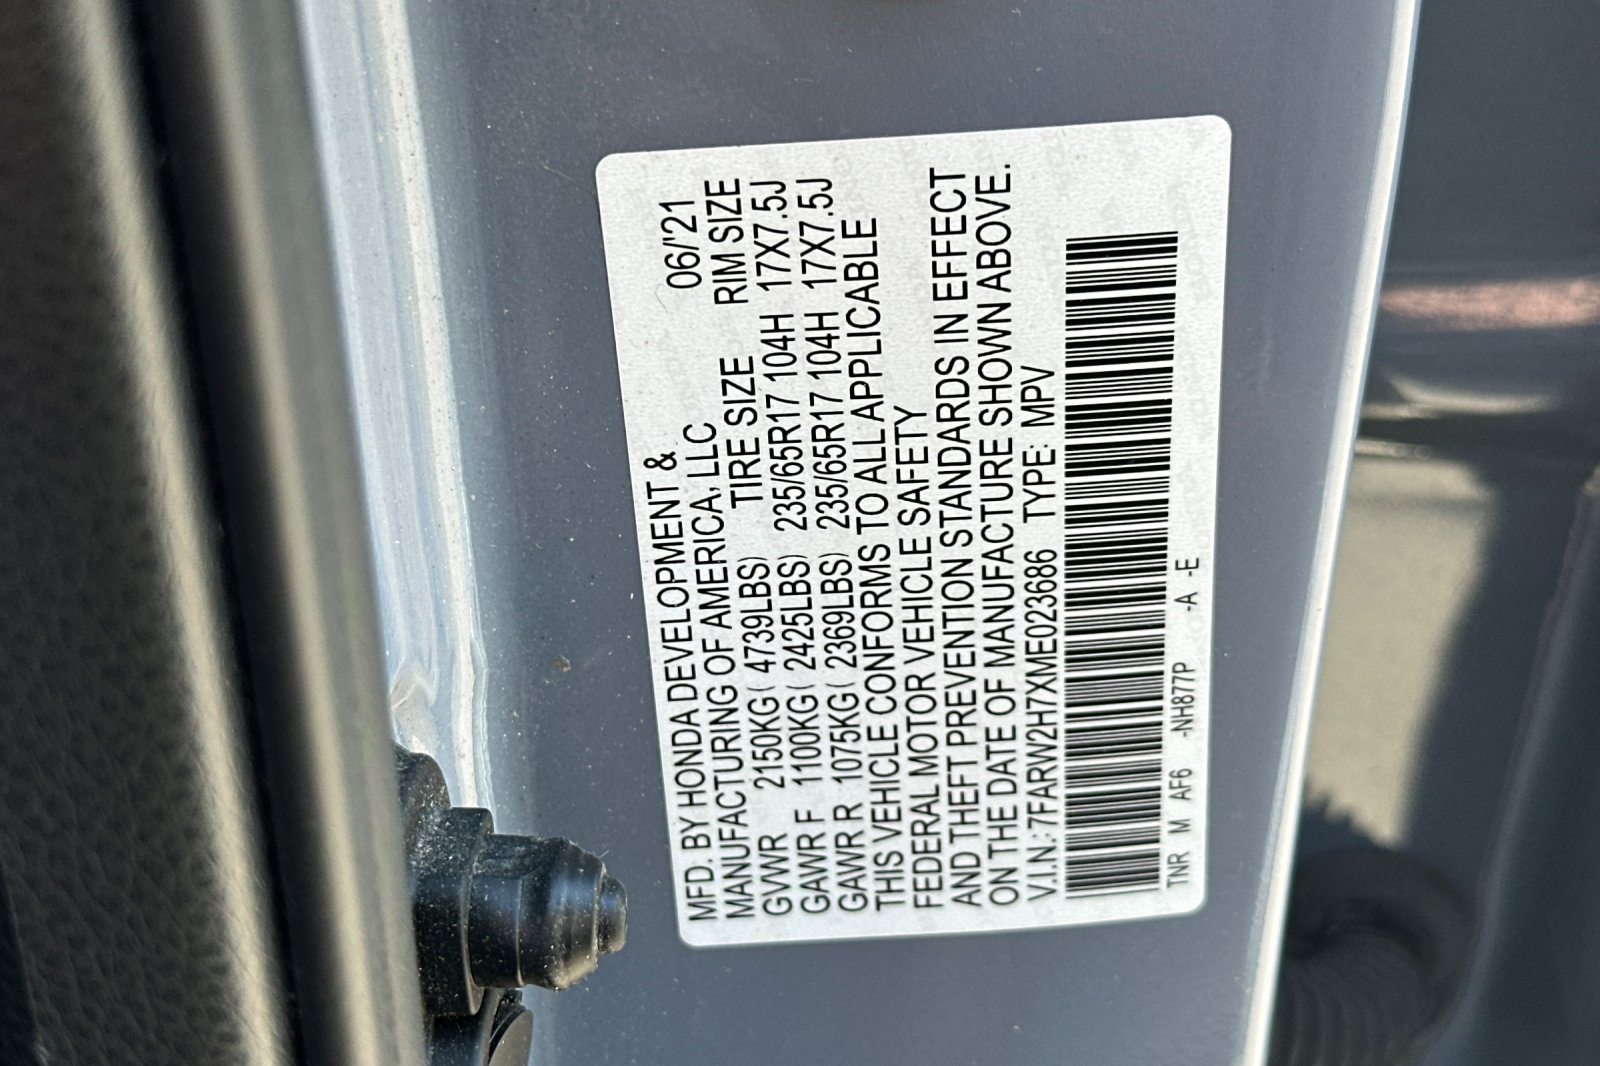 MFD. BY HONDA DEVELOPMENT &
MANUFACTURING OF AMERICA, LLC 06/'21
GVWR 2150KG( 4739LBS) TIRE SIZE RIM SIZE
GAWR F 1100KG( 2425LBS) 235/65R17 104H 17X7.5J
GAWR R 1075KG( 2369LBS) 235/65R17 104H 17X7.5J
THIS VEHICLE CONFORMS TO ALL APPLICABLE
FEDERAL MOTOR VEHICLE SAFETY
AND THEFT PREVENTION STANDARDS IN EFFECT
ON THE DATE OF MANUFACTURE SHOWN ABOVE.
V.I.N.: 7FARW2H7XME023686 TYPE: MPV
TNR M AF6 -NH877P -A -E